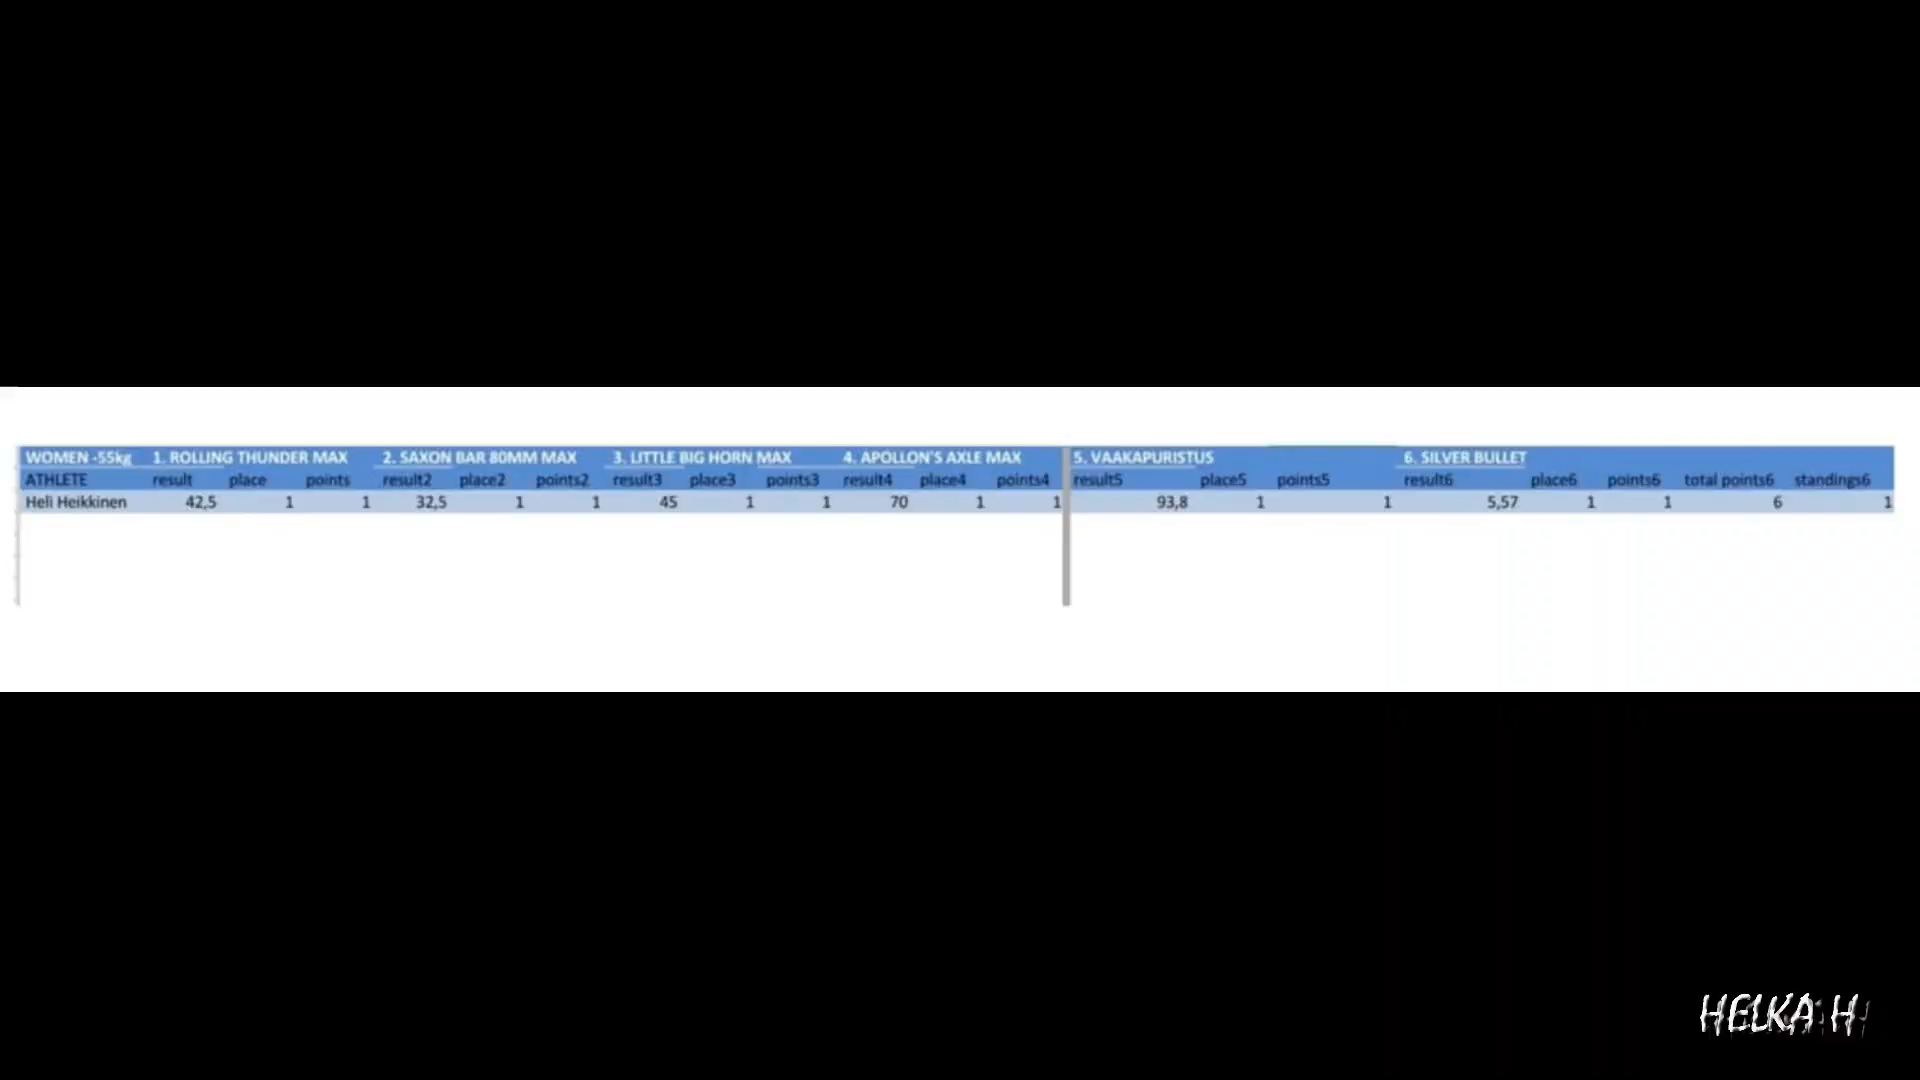 WOMEN -55kg 1. ROLLING THUNDER MAX 2. SAXON BAR 80MM MAX 3. LITTLE BIG HORN MAX 4. APOLLON'S AXLE MAX 5. VAAKAPURISTUS 6. SILVER BULLET
ATHLETE result place points result2 place2 points2 result3 place3 points3 result4 place4 points4 result5 place5 points5 result6 place6 points6 total points6 standings6
Heli Heikkinen 42,5 1 1 32,5 1 1 45 1 1 70 1 1 93,8 1 1 5,57 1 1 6 1
HELKA H